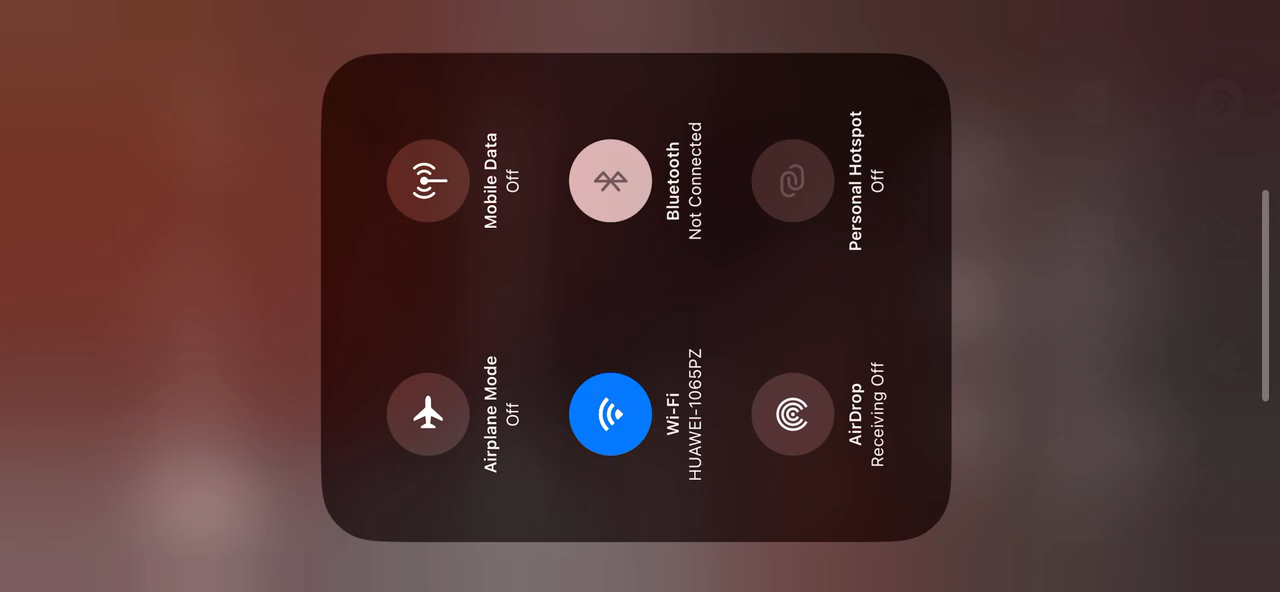 Airplane Mode
Off
Mobile Data
Off
Wi-Fi
HUAWEI-1065PZ
Bluetooth
Not Connected
AirDrop
Receiving Off
Personal Hotspot
Off